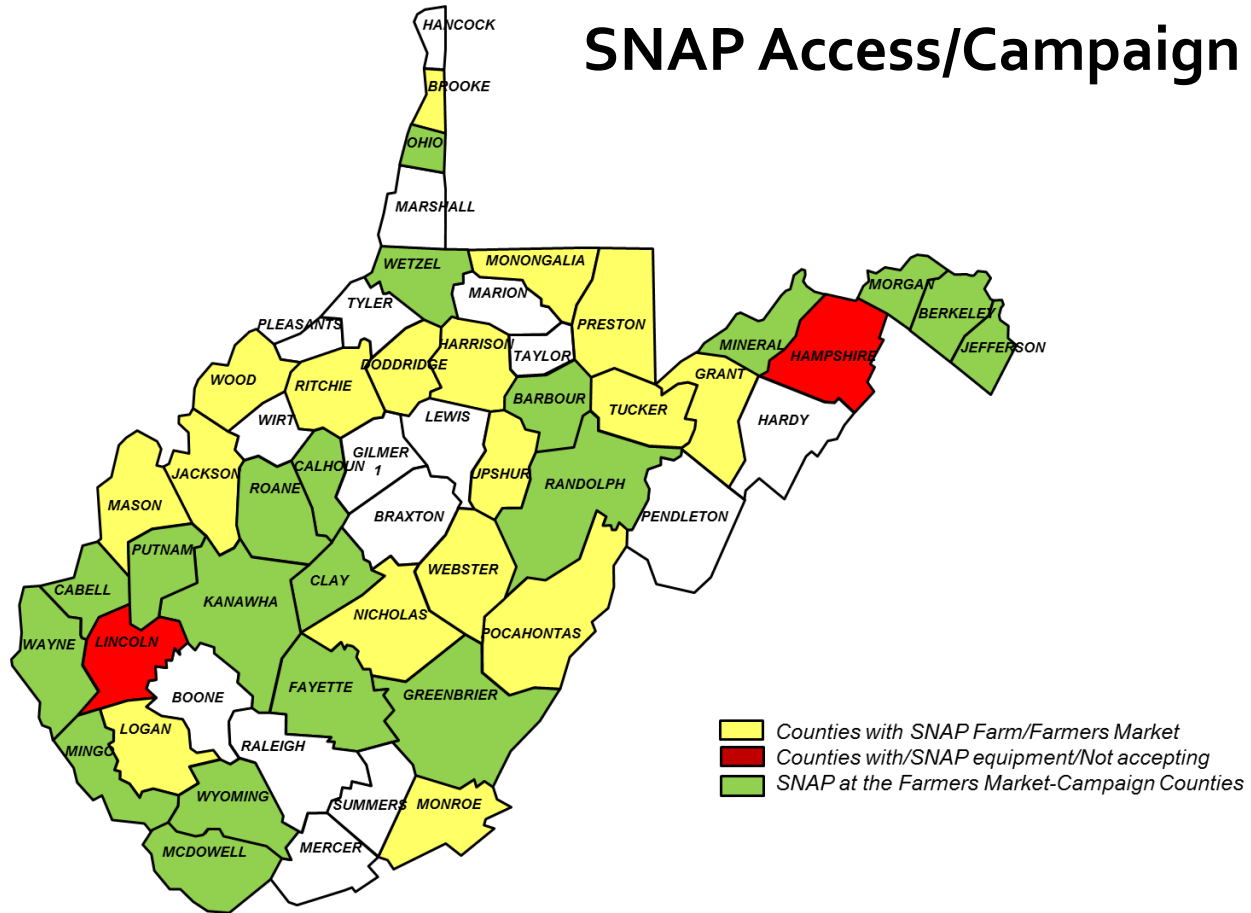 HANCOCK
SNAP Access/Campaign
BROOKE
OHIO
MARSHALL
WETZEL
MONONGALIA
MARION
TYLER
PLEASANTS
PRESTON
MORGAN
BERKELEY
JEFFERSON
MINERAL
HAMPSHIRE
HARRISON
TAYLOR
DODDRIDGE
WOOD
RITCHIE
GRANT
BARBOUR
TUCKER
HARDY
WIRT
LEWIS
GILMER
1
CALHOUN
JACKSON
ROANE
UPSHUR
RANDOLPH
MASON
BRAXTON
PENDLETON
PUTNAM
WEBSTER
CLAY
CABELL
KANAWHA
NICHOLAS
POCAHONTAS
WAYNE
LINCOLN
FAYETTE
GREENBRIER
BOONE
LOGAN
RALEIGH
MINGO
WYOMING
SUMMERS
MONROE
MERCER
MCDOWELL
Counties with SNAP Farm/Farmers Market
Counties with/SNAP equipment/Not accepting
SNAP at the Farmers Market-Campaign Counties